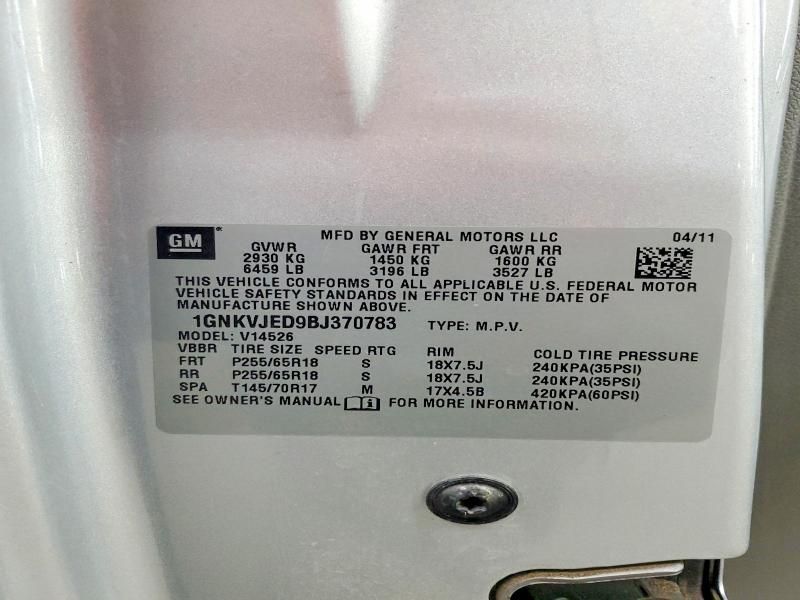 GM
MFD BY GENERAL MOTORS LLC 04/11
GVWR GAWR FRT GAWR RR
2930 KG 1450 KG 1600 KG
6459 LB 3196 LB 3527 LB
THIS VEHICLE CONFORMS TO ALL APPLICABLE U.S. FEDERAL MOTOR
VEHICLE SAFETY STANDARDS IN EFFECT ON THE DATE OF
MANUFACTURE SHOWN ABOVE.
1GNKVJED9BJ370783 TYPE: M.P.V.
MODEL: V14526
VBBR TIRE SIZE SPEED RTG RIM COLD TIRE PRESSURE
FRT P255/65R18 S 18X7.5J 240KPA(35PSI)
RR P255/65R18 S 18X7.5J 240KPA(35PSI)
SPA T145/70R17 M 17X4.5B 420KPA(60PSI)
SEE OWNER'S MANUAL i FOR MORE INFORMATION.